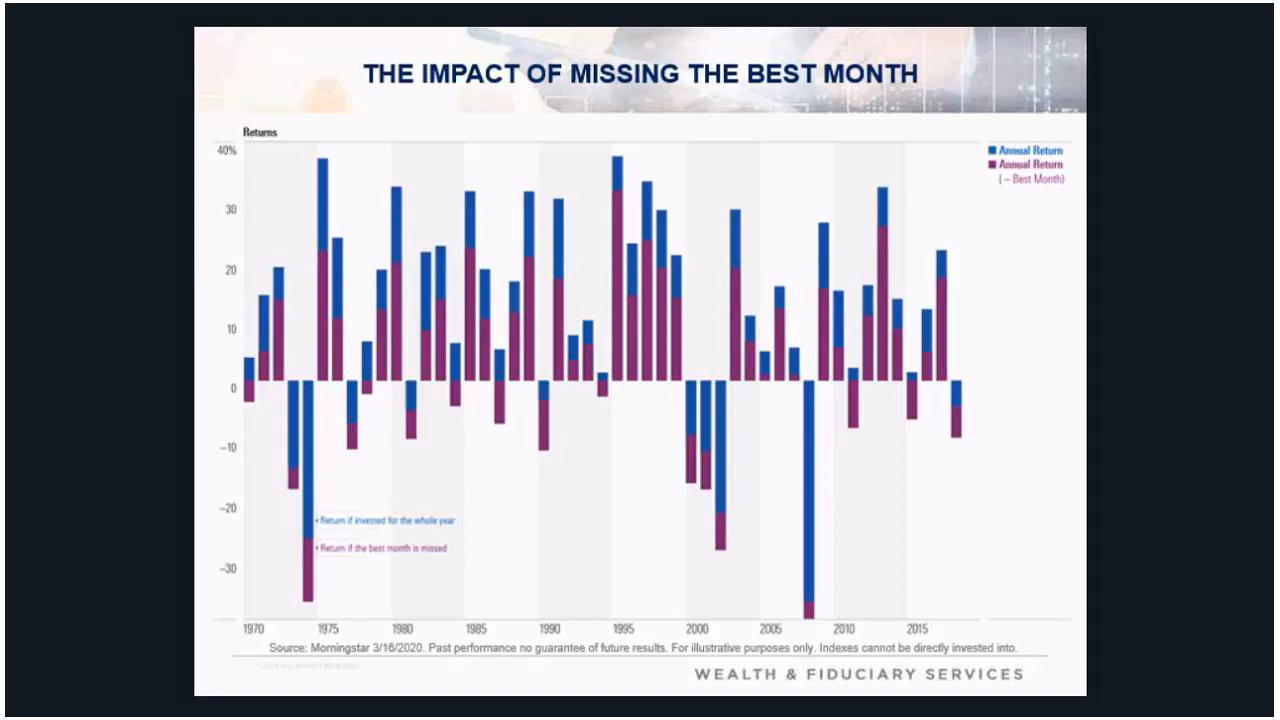 THE IMPACT OF MISSING THE BEST MONTH
Returns
40%
30
20
10
0
–10
–20
–30
Annual Return
Annual Return
( – Best Month)
• Return if invested for the whole year
• Return if the best month is missed
1970 1975 1980 1985 1990 1995 2000 2005 2010 2015
Source: Morningstar 3/16/2020. Past performance no guarantee of future results. For illustrative purposes only. Indexes cannot be directly invested into.
WEALTH & FIDUCIARY SERVICES